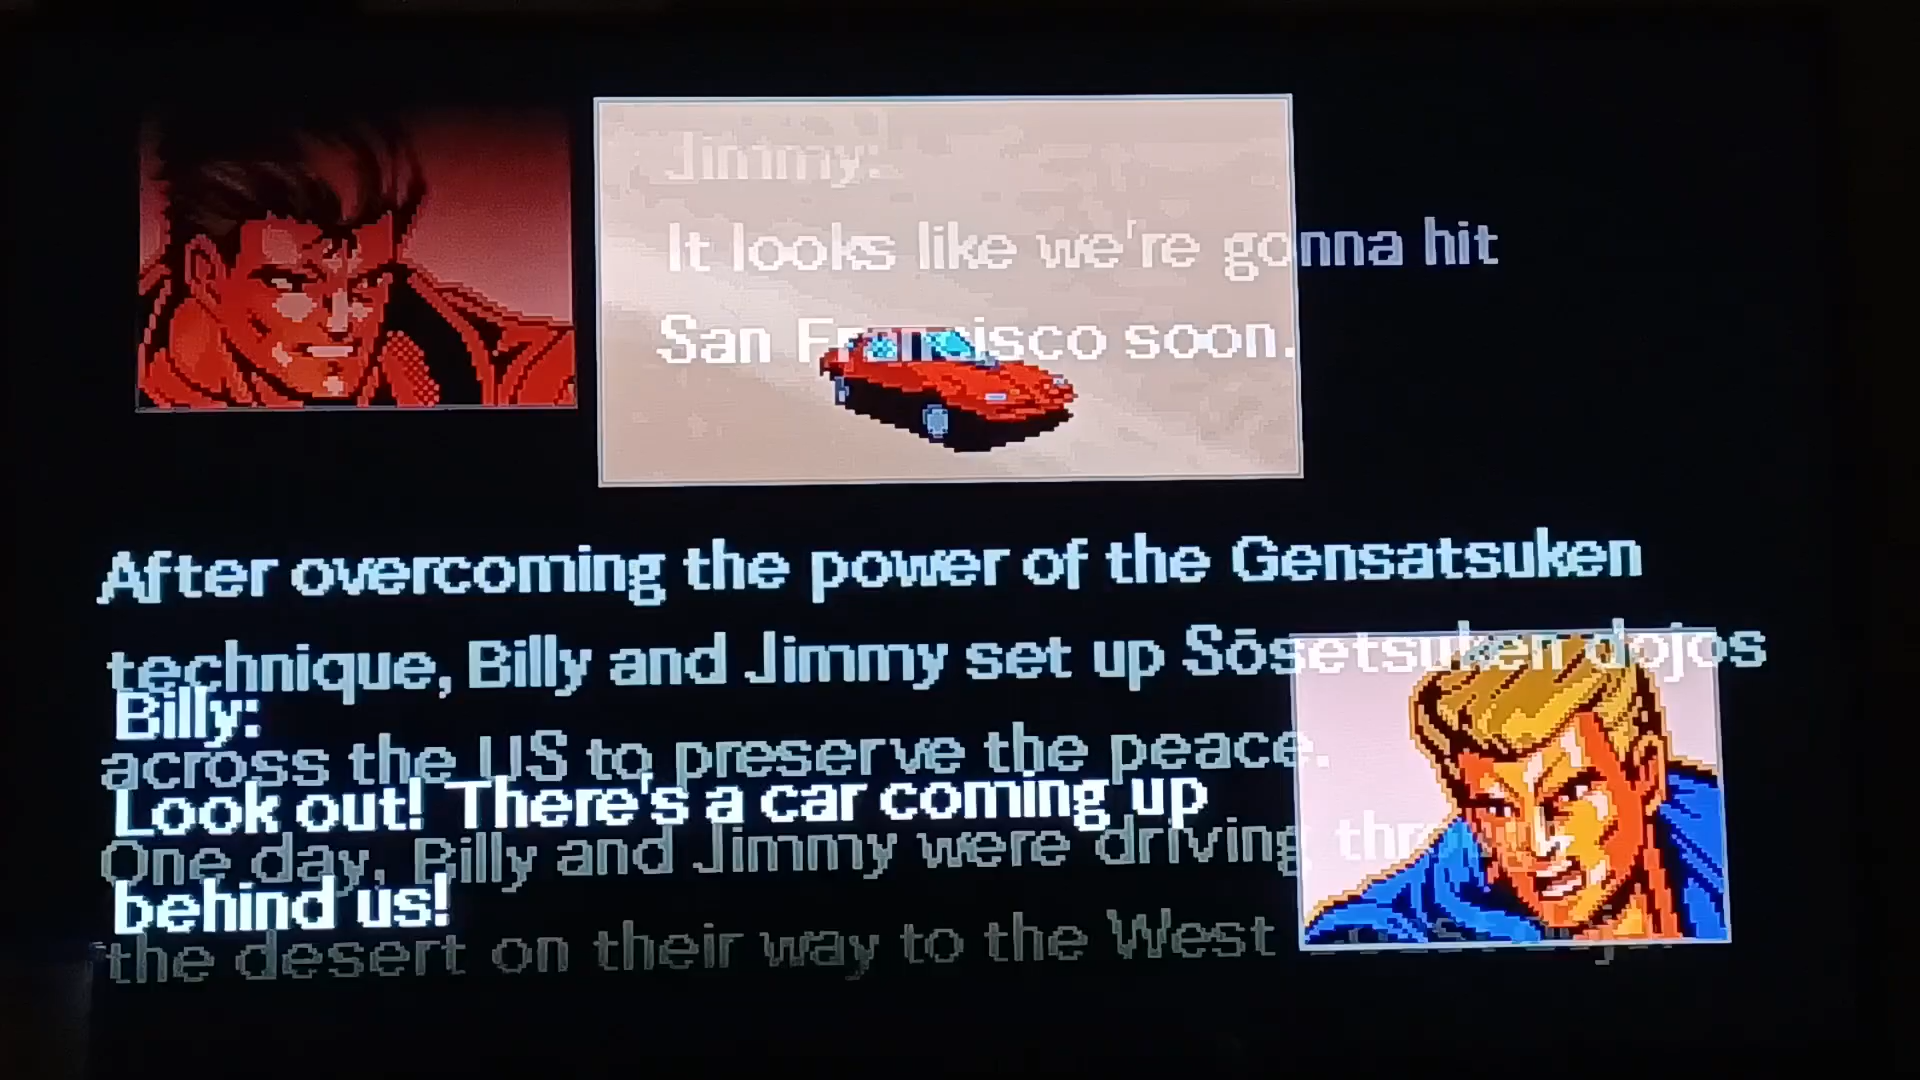 Jimmy:
It looks like we're gonna hit
San Francisco soon.
After overcoming the power of the Gensatsuken
technique, Billy and Jimmy set up Sōsetsuken dojos
across the US to preserve the peace.
One day, Billy and Jimmy were driving
the desert on their way to the West
Billy:
Look out! There's a car coming up
behind us!